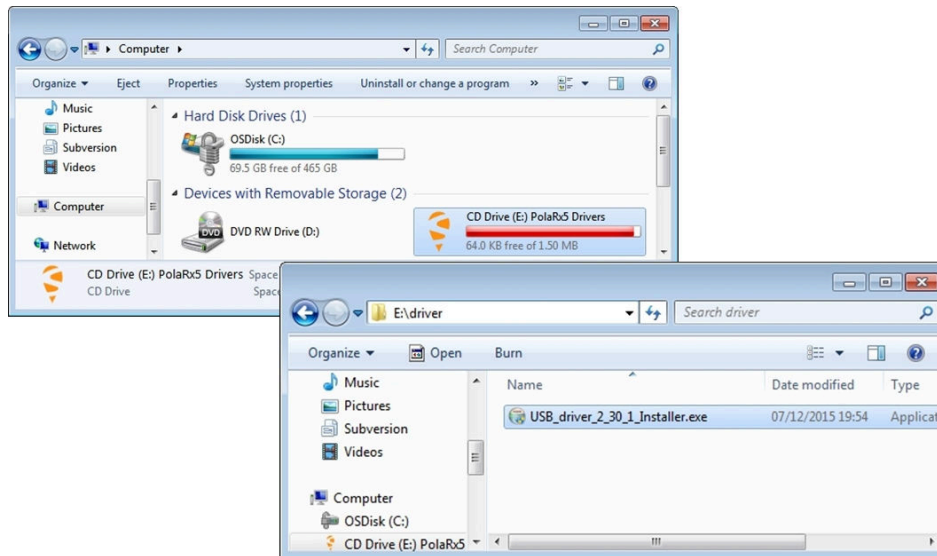 Computer
Search Computer
Organize Eject Properties System properties Uninstall or change a program »
Music
Pictures
Subversion
Videos
Computer
Network
Hard Disk Drives (1)
OSDisk (C:)
69.5 GB free of 465 GB
Devices with Removable Storage (2)
DVD
DVD RW Drive (D:)
CD Drive (E:) PolaRx5 Drivers
64.0 KB free of 1.50 MB
CD Drive (E:) PolaRx5 Drivers Space
CD Drive Space
E:\driver
Search driver
Organize Open Burn
Music
Pictures
Subversion
Videos
Computer
OSDisk (C:)
CD Drive (E:) PolaRx5
Name Date modified Type
USB_driver_2_30_1_Installer.exe 07/12/2015 19:54 Applicat